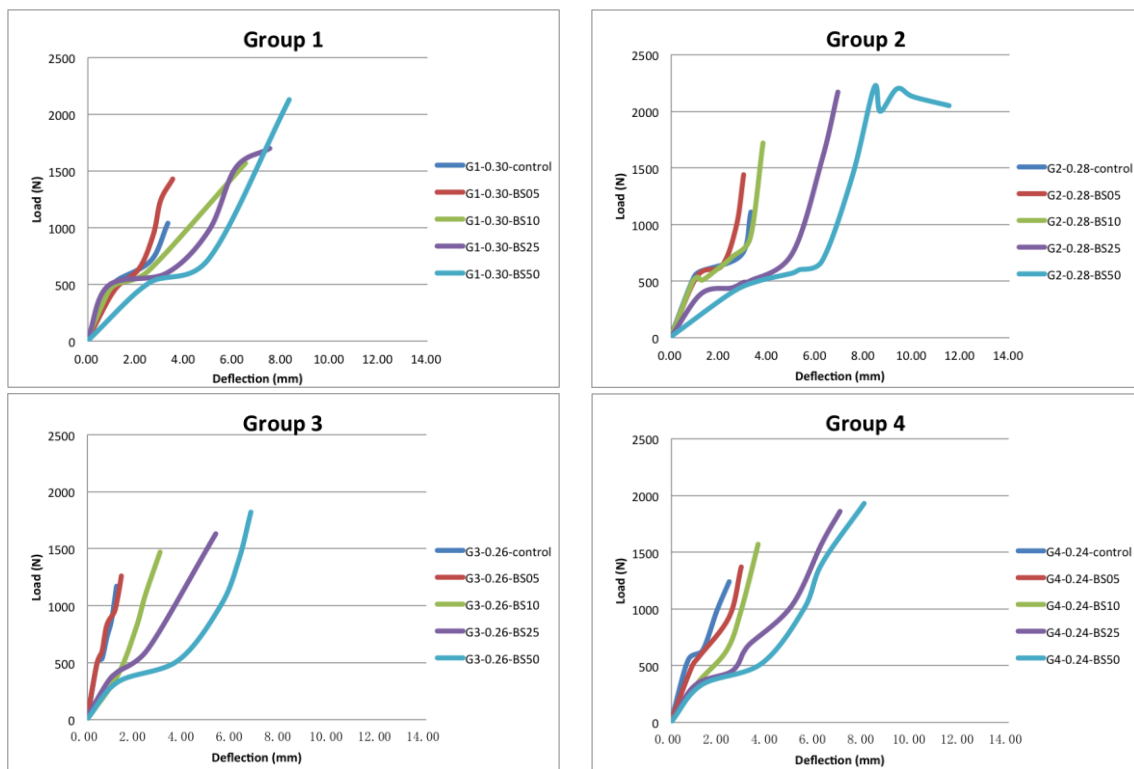 Group 1
2500
2000
1500
1000
500
0
Load (N)
0.00 2.00 4.00 6.00 8.00 10.00 12.00 14.00
Deflection (mm)
G1-0.30-control
G1-0.30-BS05
G1-0.30-BS10
G1-0.30-BS25
G1-0.30-BS50
Group 2
2500
2000
1500
1000
500
0
Load (N)
0.00 2.00 4.00 6.00 8.00 10.00 12.00 14.00
Deflection (mm)
G2-0.28-control
G2-0.28-BS05
G2-0.28-BS10
G2-0.28-BS25
G2-0.28-BS50
Group 3
2500
2000
1500
1000
500
0
Load (N)
0.00 2.00 4.00 6.00 8.00 10.00 12.00 14.00
Deflection (mm)
G3-0.26-control
G3-0.26-BS05
G3-0.26-BS10
G3-0.26-BS25
G3-0.26-BS50
Group 4
2500
2000
1500
1000
500
0
Load (N)
0.00 2.00 4.00 6.00 8.00 10.00 12.00 14.00
Deflection (mm)
G4-0.24-control
G4-0.24-BS05
G4-0.24-BS10
G4-0.24-BS25
G4-0.24-BS50